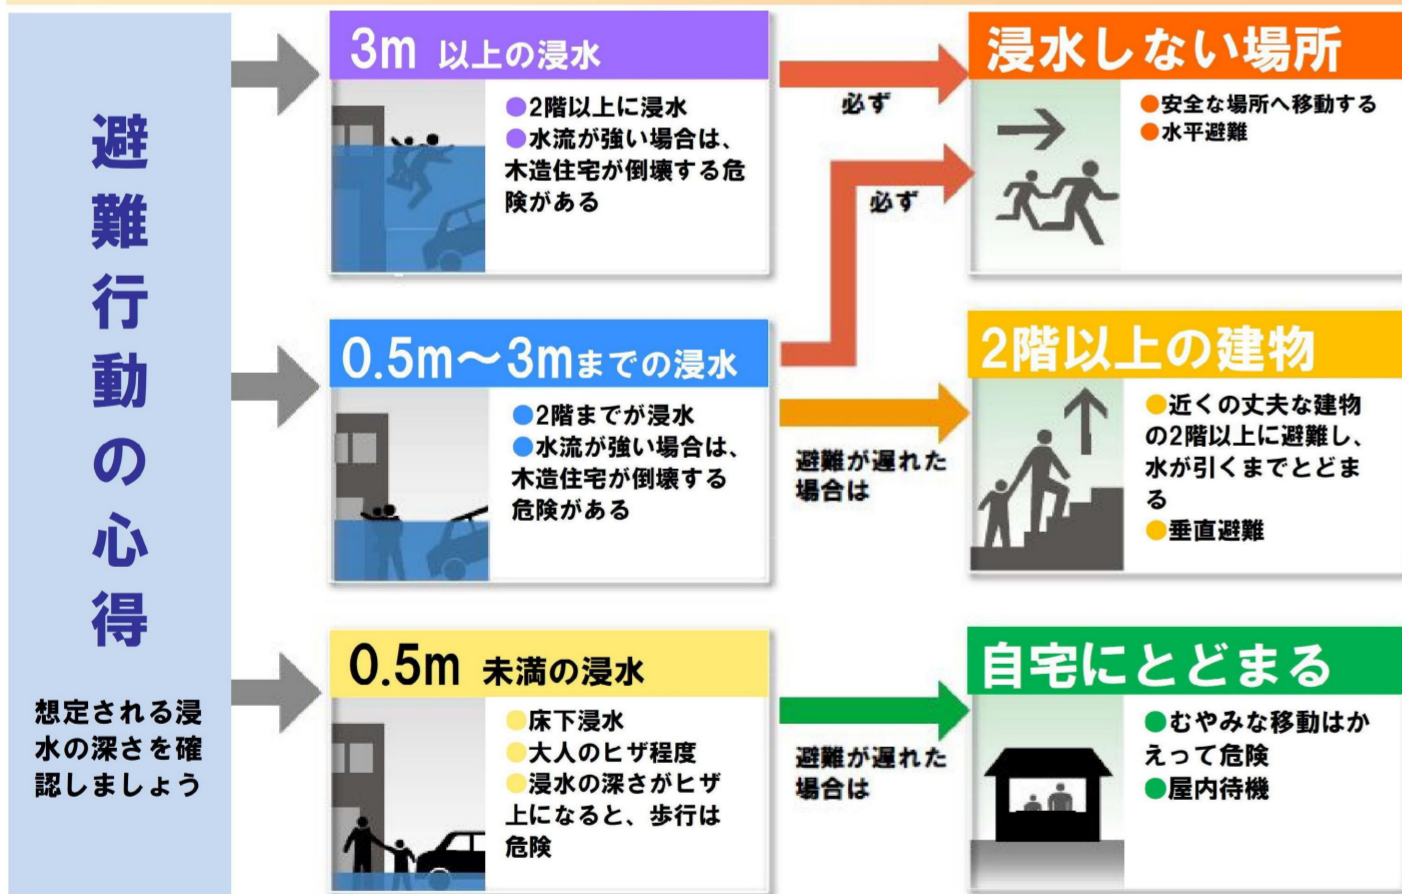 避難行動の心得
想定される浸
水の深さを確
認しましょう
3m 以上の浸水
●2階以上に浸水
●水流が強い場合は、
木造住宅が倒壊する危
険がある
必ず
浸水しない場所
●安全な場所へ移動する
●水平避難
0.5m~3mまでの浸水
●2階までが浸水
●水流が強い場合は、
木造住宅が倒壊する
危険がある
必ず
避難が遅れた
場合は
2階以上の建物
●近くの丈夫な建物
の2階以上に避難し、
水が引くまでとどま
る
●垂直避難
0.5m 未満の浸水
●床下浸水
●大人のヒザ程度
●浸水の深さがヒザ
上になると、歩行は
危険
避難が遅れた
場合は
自宅にとどまる
●むやみな移動はか
えって危険
●屋内待機